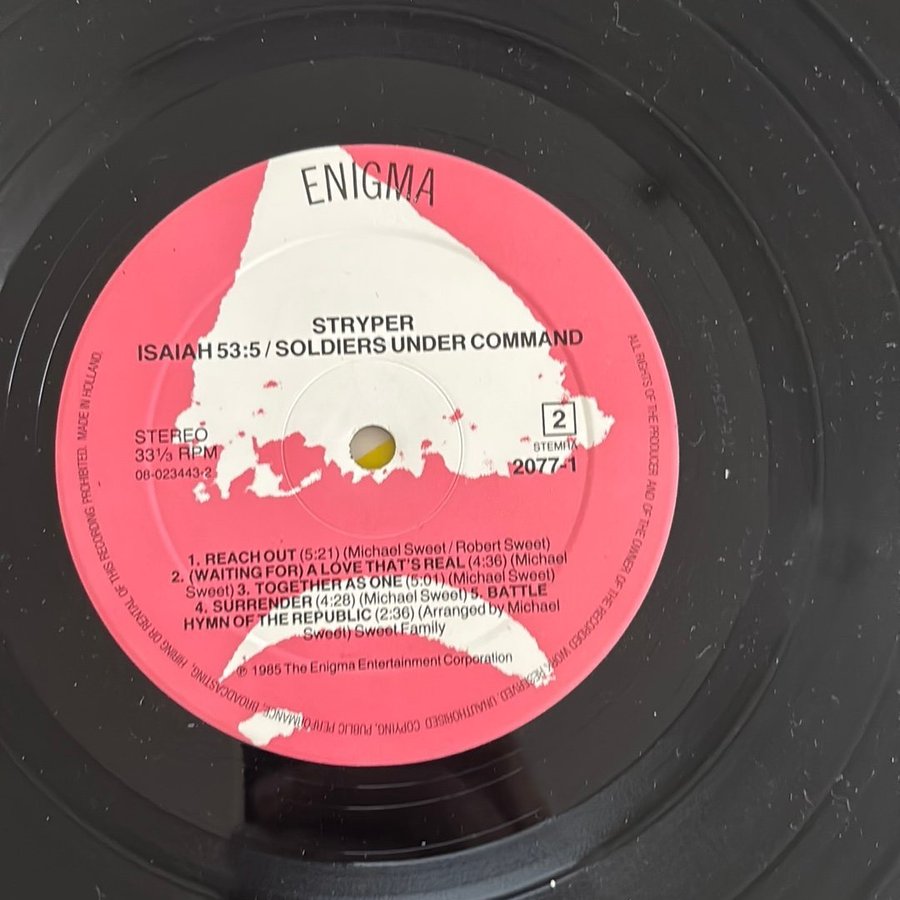 ENIGMA
STRYPER
ISAIAH 53:5 / SOLDIERS UNDER COMMAND
STEREO
33⅓ RPM
08-023443-2
2
STEMRA
2077-1
1. REACH OUT (5:21) (Michael Sweet / Robert Sweet)
2. (WAITING FOR) A LOVE THAT'S REAL (4:36) (Michael
Sweet) 3. TOGETHER AS ONE (5:01) (Michael Sweet)
4. SURRENDER (4:28) (Michael Sweet) 5. BATTLE
HYMN OF THE REPUBLIC (2:36) (Arranged by Michael
Sweet) Sweet Family
℗ 1985 The Enigma Entertainment Corporation
ALL RIGHTS OF THE PRODUCER AND OF THE OWNER OF THE RECORDED WORK RESERVED. UNAUTHORISED COPYING, PUBLIC PERFORMANCE, BROADCASTING, HIRING OR RENTAL OF THIS RECORDING PROHIBITED. MADE IN HOLLAND.